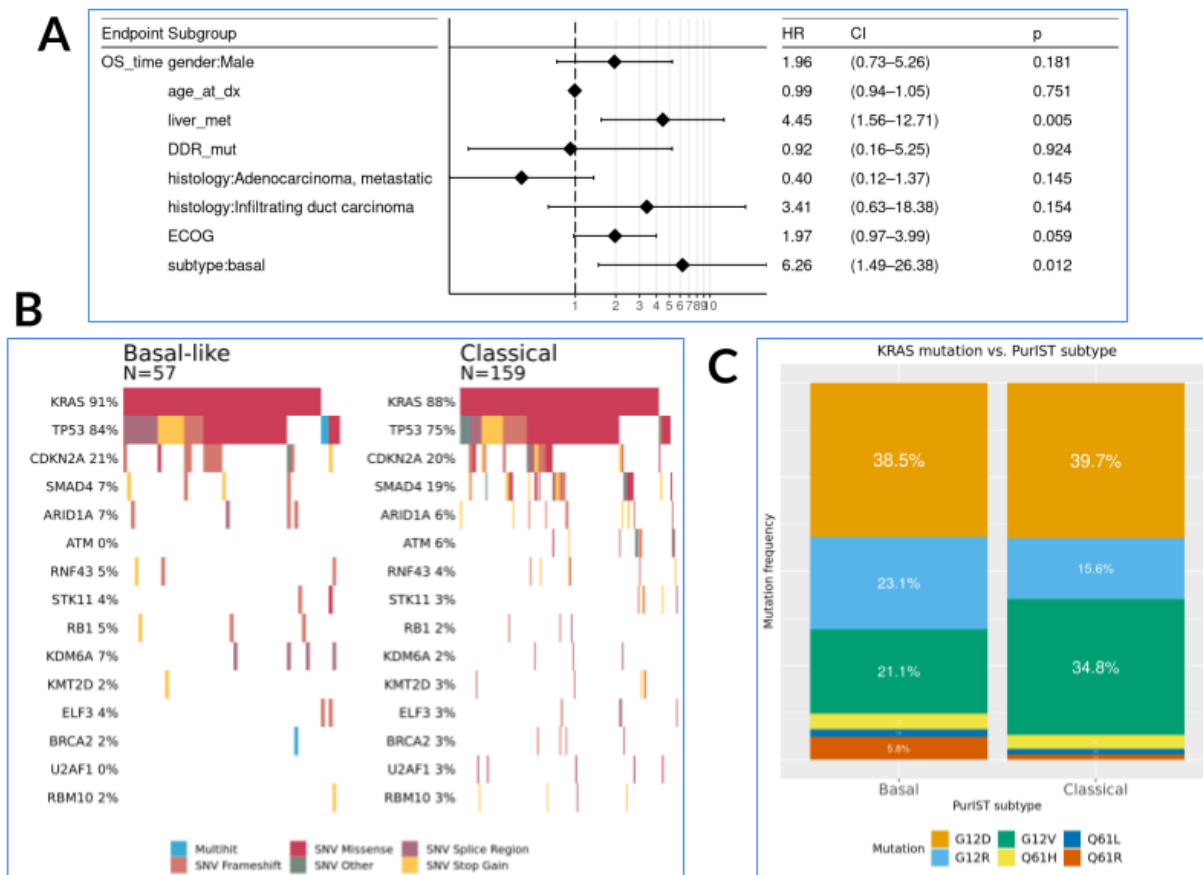 A
Endpoint Subgroup HR CI p
OS_time gender:Male 1.96 (0.73–5.26) 0.181
age_at_dx 0.99 (0.94–1.05) 0.751
liver_met 4.45 (1.56–12.71) 0.005
DDR_mut 0.92 (0.16–5.25) 0.924
histology:Adenocarcinoma, metastatic 0.40 (0.12–1.37) 0.145
histology:Infiltrating duct carcinoma 3.41 (0.63–18.38) 0.154
ECOG 1.97 (0.97–3.99) 0.059
subtype:basal 6.26 (1.49–26.38) 0.012
1 2 3 4 5 6 7 8 9 10
B
Basal-like
N=57
KRAS 91%
TP53 84%
CDKN2A 21%
SMAD4 7%
ARID1A 7%
ATM 0%
RNF43 5%
STK11 4%
RB1 5%
KDM6A 7%
KMT2D 2%
ELF3 4%
BRCA2 2%
U2AF1 0%
RBM10 2%
Classical
N=159
KRAS 88%
TP53 75%
CDKN2A 20%
SMAD4 19%
ARID1A 6%
ATM 6%
RNF43 4%
STK11 3%
RB1 2%
KDM6A 2%
KMT2D 3%
ELF3 3%
BRCA2 3%
U2AF1 3%
RBM10 3%
Multihit SNV Missense SNV Splice Region
SNV Frameshift SNV Other SNV Stop Gain
C
KRAS mutation vs. PurIST subtype
Mutation frequency
38.5% 39.7%
23.1% 15.6%
21.1% 34.8%
5.8%
Basal Classical
PurIST subtype
Mutation
G12D G12V Q61L
G12R Q61H Q61R